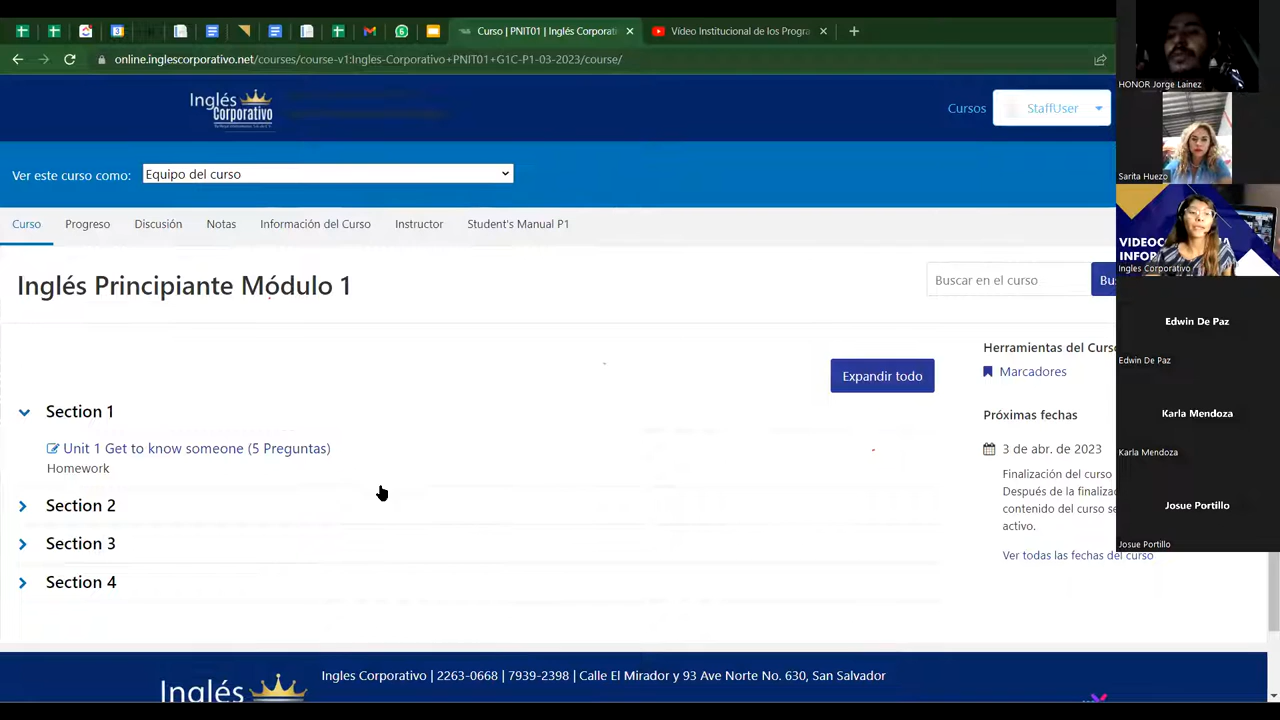 Curso | PNIT01 | Inglés Corporati
Vídeo Institucional de los Progra
online.inglescorporativo.net/courses/course-v1:Ingles-Corporativo+PNIT01+G1C-P1-03-2023/course/
Inglés
Corporativo
Cursos
StaffUser
Ver este curso como:
Equipo del curso
Curso
Progreso
Discusión
Notas
Información del Curso
Instructor
Student's Manual P1
Inglés Principiante Módulo 1
Buscar en el curso
Bu
Expandir todo
Herramientas del Curso
Marcadores
Section 1
Unit 1 Get to know someone (5 Preguntas)
Homework
Section 2
Section 3
Section 4
Próximas fechas
3 de abr. de 2023
Finalización del curso
Después de la finaliza
contenido del curso se
activo.
Ver todas las fechas del curso
Ingles Corporativo | 2263-0668 | 7939-2398 | Calle El Mirador y 93 Ave Norte No. 630, San Salvador
Inglés
HONOR Jorge Lainez
Sarita Huezo
VIDEOC
INFOR
Ingles Corporativo
Edwin De Paz
Edwin De Paz
Karla Mendoza
Karla Mendoza
Josue Portillo
Josue Portillo